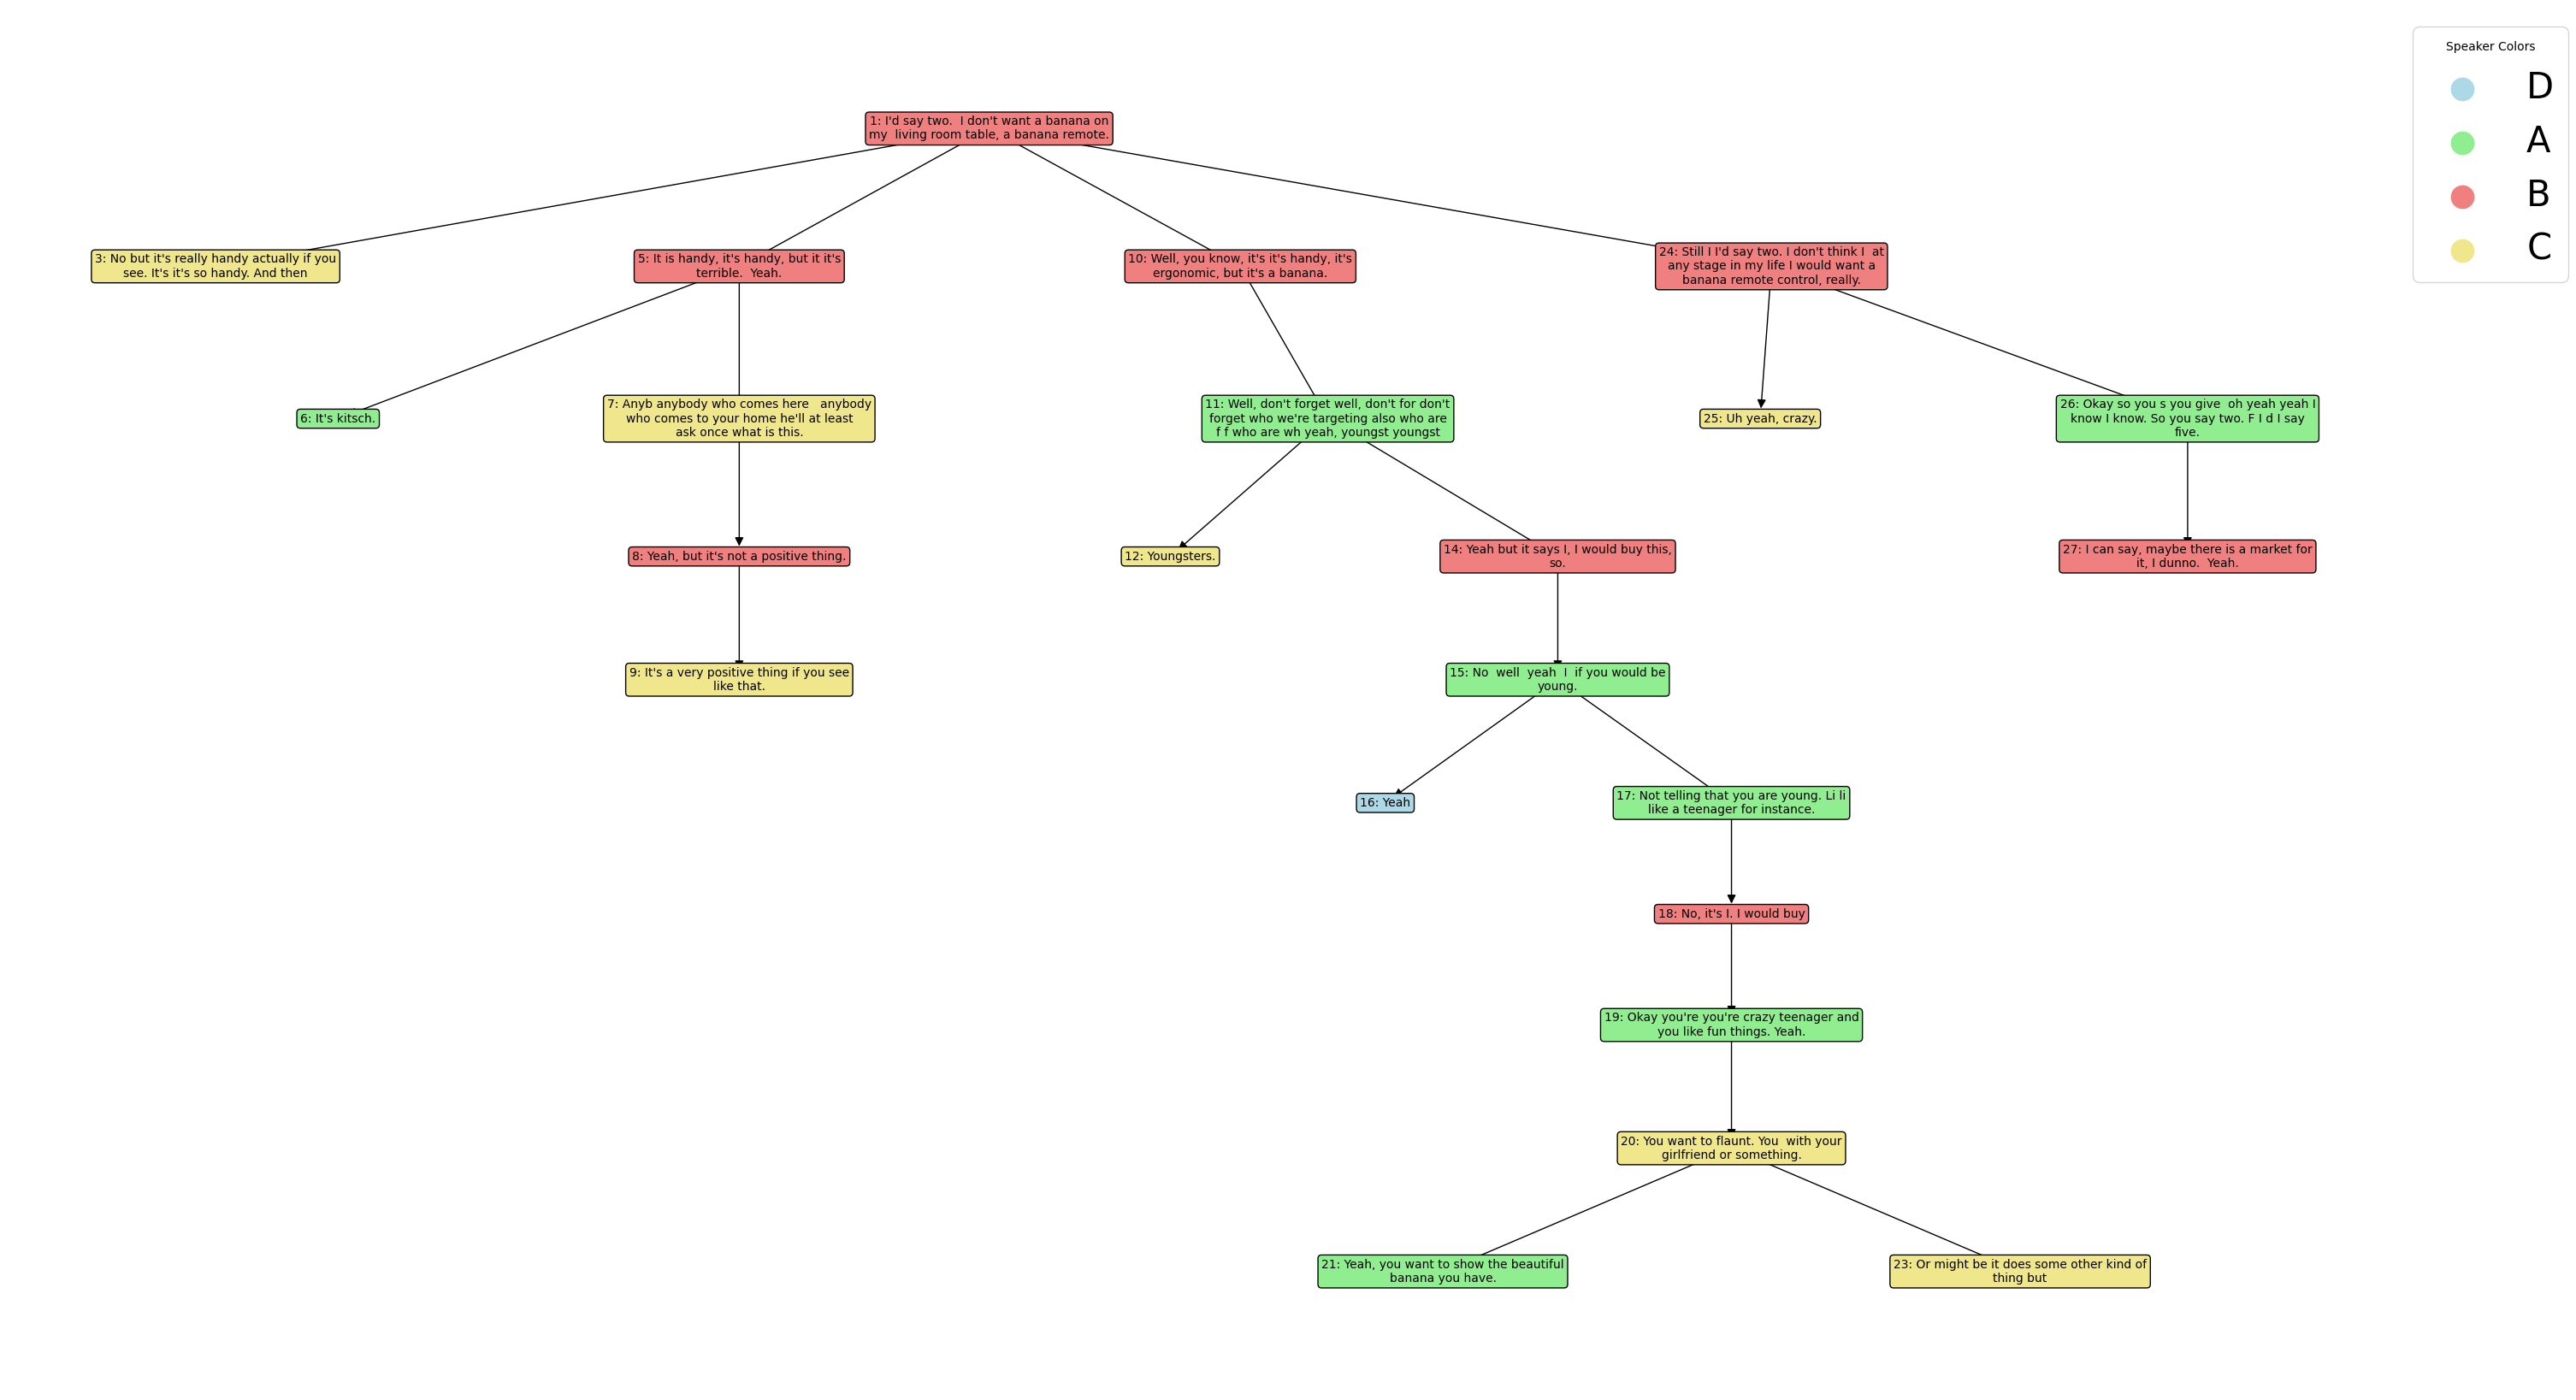 Speaker Colors
D
A
B
C
1: I'd say two.  I don't want a banana on
my  living room table, a banana remote.
3: No but it's really handy actually if you
see. It's it's so handy. And then
5: It is handy, it's handy, but it it's
terrible.  Yeah.
10: Well, you know, it's it's handy, it's
ergonomic, but it's a banana.
24: Still I I'd say two. I don't think I  at
any stage in my life I would want a
banana remote control, really.
6: It's kitsch.
7: Anyb anybody who comes here   anybody
who comes to your home he'll at least
ask once what is this.
11: Well, don't forget well, don't for don't
forget who we're targeting also who are
f f who are wh yeah, youngst youngst
25: Uh yeah, crazy.
26: Okay so you s you give  oh yeah yeah I
know I know. So you say two. F I d I say
five.
8: Yeah, but it's not a positive thing.
12: Youngsters.
14: Yeah but it says I, I would buy this,
so.
27: I can say, maybe there is a market for
it, I dunno.  Yeah.
9: It's a very positive thing if you see
like that.
15: No  well  yeah  I  if you would be
young.
16: Yeah
17: Not telling that you are young. Li li
like a teenager for instance.
18: No, it's I. I would buy
19: Okay you're you're crazy teenager and
you like fun things. Yeah.
20: You want to flaunt. You  with your
girlfriend or something.
21: Yeah, you want to show the beautiful
banana you have.
23: Or might be it does some other kind of
thing but